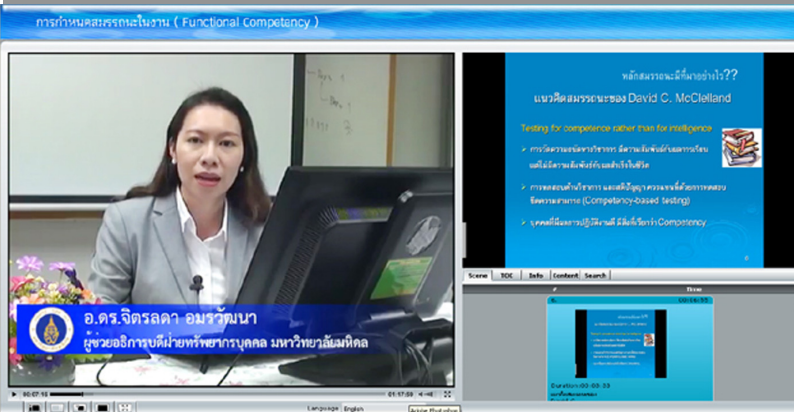 การกำหนดสมรรถนะในงาน ( Functional Competency )
หลักสมรรถนะมีที่มาอย่างไร??
แนวคิดสมรรถนะของ David C. McClelland
Testing for competence rather than for intelligence
การวัดความถนัดทางวิชาการ มีความสัมพันธ์กับผลการเรียน
แต่ไม่มีความสัมพันธ์กับผลสำเร็จในชีวิต
การทดสอบด้านวิชาการ และสติปัญญา ควรแทนที่ด้วยการทดสอบ
ขีดความสามารถ (Competency-based testing)
บุคคลที่มีผลการปฏิบัติงานดี มีสิ่งที่เรียกว่า Competency
อ.ดร.จิตรลดา อมรวัฒนา
ผู้ช่วยอธิการบดีฝ่ายทรัพยากรบุคคล มหาวิทยาลัยมหิดล
Scene TOC Info Content Search
# Time
00:07:15 01:17:59
Language English